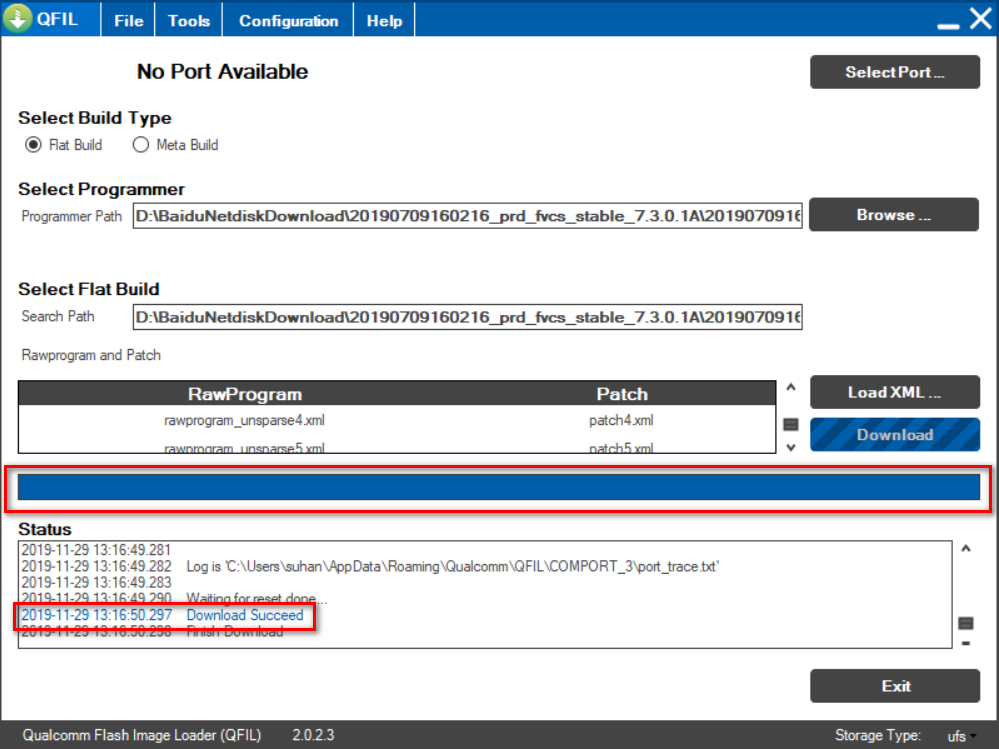 QFIL File Tools Configuration Help
No Port Available
Select Port ...
Select Build Type
Flat Build Meta Build
Select Programmer
Programmer Path D:\BaiduNetdiskDownload\20190709160216_prd_fvcs_stable_7.3.0.1A\2019070916 Browse ...
Select Flat Build
Search Path D:\BaiduNetdiskDownload\20190709160216_prd_fvcs_stable_7.3.0.1A\2019070916
Rawprogram and Patch
RawProgram Patch Load XML ...
rawprogram_unsparse4.xml patch4.xml
Download
rawprogram_unsparse5.xml patch5.xml
Status
2019-11-29 13:16:49.281
2019-11-29 13:16:49.282 Log is 'C:\Users\suhan\AppData\Roaming\Qualcomm\QFIL\COMPORT_3\port_trace.txt'
2019-11-29 13:16:49.283
2019-11-29 13:16:49.290 Waiting for reset done...
2019-11-29 13:16:50.297 Download Succeed
2019-11-29 13:16:50.298 Finish Download
Exit
Qualcomm Flash Image Loader (QFIL) 2.0.2.3 Storage Type: ufs